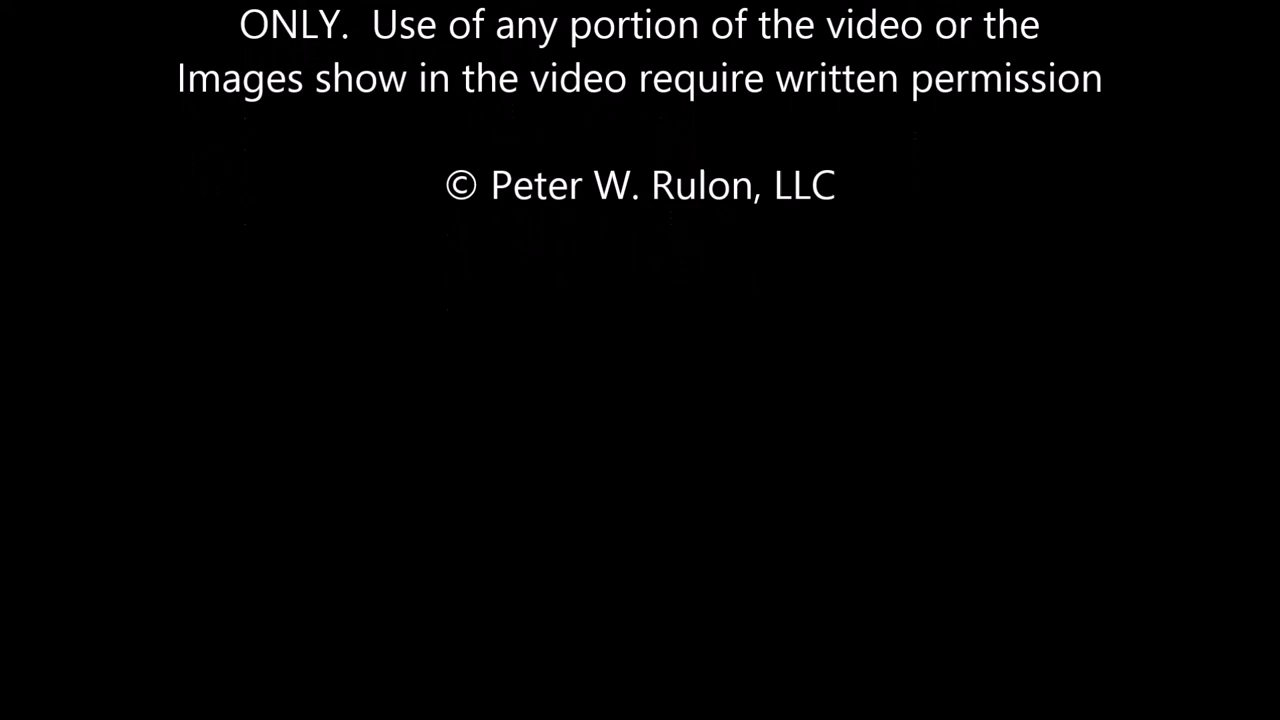 ONLY.  Use of any portion of the video or the
Images show in the video require written permission
© Peter W. Rulon, LLC